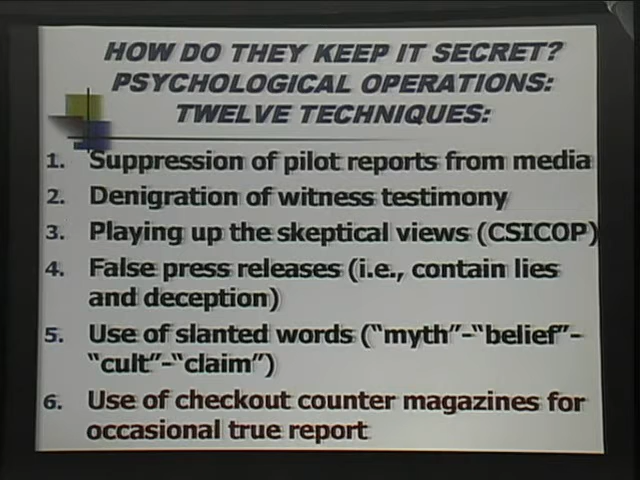 HOW DO THEY KEEP IT SECRET?
PSYCHOLOGICAL OPERATIONS:
TWELVE TECHNIQUES:
1. Suppression of pilot reports from media
2. Denigration of witness testimony
3. Playing up the skeptical views (CSICOP)
4. False press releases (i.e., contain lies
and deception)
5. Use of slanted words (“myth”-“belief”-
“cult”-“claim”)
6. Use of checkout counter magazines for
occasional true report